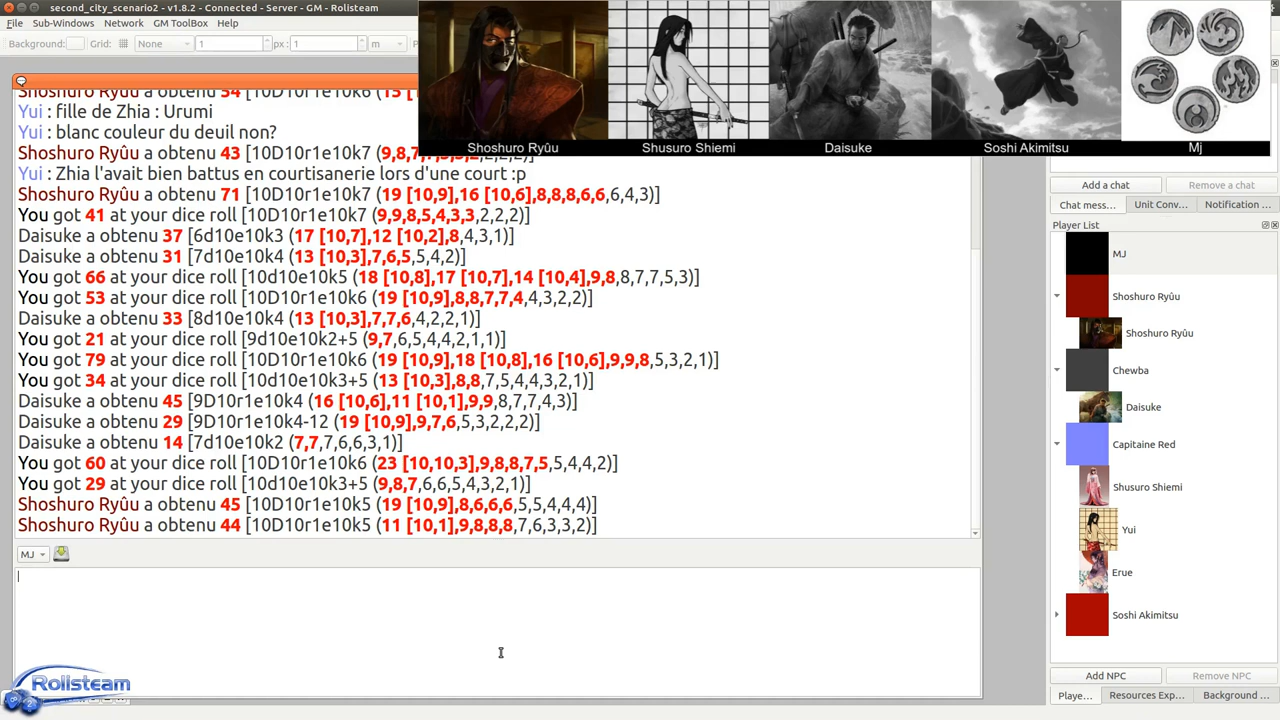 second_city_scenario2 - v1.8.2 - Connected - Server - GM - Rolisteam
File Sub-Windows Network GM ToolBox Help
Background: Grid: None 1 px : 1 m
Shoshuro Ryûu Shusuro Shiemi Daisuke Soshi Akimitsu Mj
Shoshuro Ryûu a obtenu 54 [10D10r1e10k6 (15 [
Yui : fille de Zhia : Urumi
Yui : blanc couleur du deuil non?
Shoshuro Ryûu a obtenu 43 [10D10r1e10k7 (9,8,7,7,5,5,2,2,2,2)]
Yui : Zhia l'avait bien battus en courtisanerie lors d'une court :p
Shoshuro Ryûu a obtenu 71 [10D10r1e10k7 (19 [10,9],16 [10,6],8,8,8,6,6,6,4,3)]
You got 41 at your dice roll [10D10r1e10k7 (9,9,8,5,4,3,3,2,2,2)]
Daisuke a obtenu 37 [6d10e10k3 (17 [10,7],12 [10,2],8,4,3,1)]
Daisuke a obtenu 31 [7d10e10k4 (13 [10,3],7,6,5,5,4,2)]
You got 66 at your dice roll [10d10e10k5 (18 [10,8],17 [10,7],14 [10,4],9,8,8,7,7,5,3)]
You got 53 at your dice roll [10D10r1e10k6 (19 [10,9],8,8,7,7,4,4,3,2,2)]
Daisuke a obtenu 33 [8d10e10k4 (13 [10,3],7,7,6,4,2,2,1)]
You got 21 at your dice roll [9d10e10k2+5 (9,7,6,5,4,4,2,1,1)]
You got 79 at your dice roll [10D10r1e10k6 (19 [10,9],18 [10,8],16 [10,6],9,9,8,5,3,2,1)]
You got 34 at your dice roll [10d10e10k3+5 (13 [10,3],8,8,7,5,4,4,3,2,1)]
Daisuke a obtenu 45 [9D10r1e10k4 (16 [10,6],11 [10,1],9,9,8,7,7,4,3)]
Daisuke a obtenu 29 [9D10r1e10k4-12 (19 [10,9],9,7,6,5,3,2,2,2)]
Daisuke a obtenu 14 [7d10e10k2 (7,7,7,6,6,3,1)]
You got 60 at your dice roll [10D10r1e10k6 (23 [10,10,3],9,8,8,7,5,5,4,4,2)]
You got 29 at your dice roll [10d10e10k3+5 (9,8,7,6,6,5,4,3,2,1)]
Shoshuro Ryûu a obtenu 45 [10D10r1e10k5 (19 [10,9],8,6,6,6,5,5,4,4,4)]
Shoshuro Ryûu a obtenu 44 [10D10r1e10k5 (11 [10,1],9,8,8,8,7,6,3,3,2)]
MJ
Rolisteam
Add a chat Remove a chat
Chat mess... Unit Conv... Notification ...
Player List
MJ
Shoshuro Ryûu
Shoshuro Ryûu
Chewba
Daisuke
Capitaine Red
Shusuro Shiemi
Yui
Erue
Soshi Akimitsu
Add NPC Remove NPC
Playe... Resources Exp... Background ...